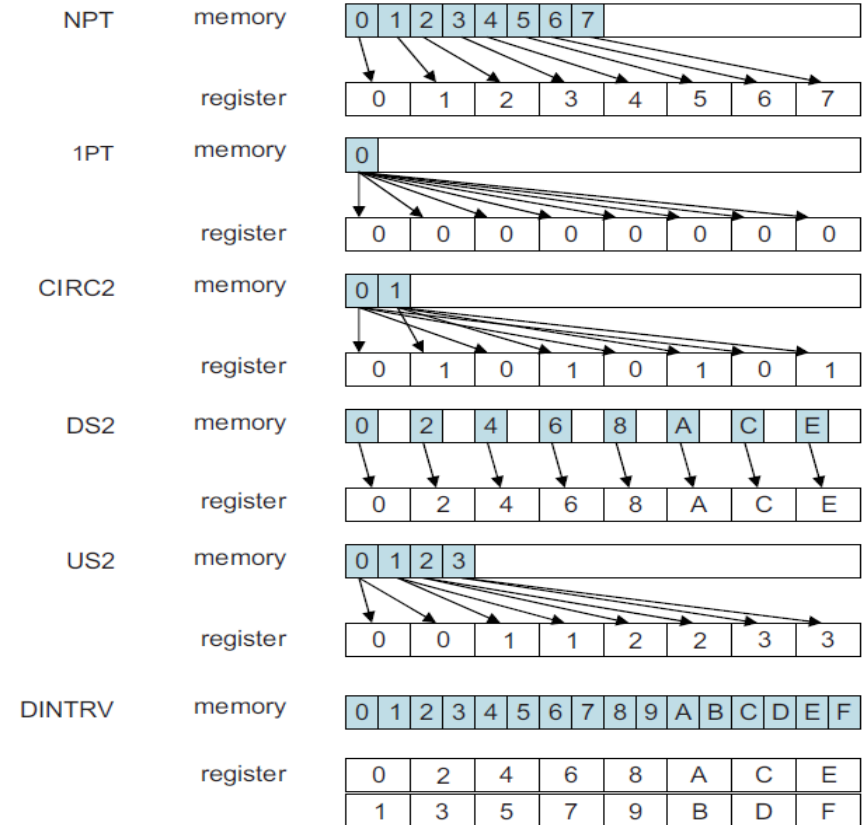 NPT memory 0 1 2 3 4 5 6 7
register 0 1 2 3 4 5 6 7
1PT memory 0
register 0 0 0 0 0 0 0 0
CIRC2 memory 0 1
register 0 1 0 1 0 1 0 1
DS2 memory 0 2 4 6 8 A C E
register 0 2 4 6 8 A C E
US2 memory 0 1 2 3
register 0 0 1 1 2 2 3 3
DINTRV memory 0 1 2 3 4 5 6 7 8 9 A B C D E F
register 0 2 4 6 8 A C E
1 3 5 7 9 B D F